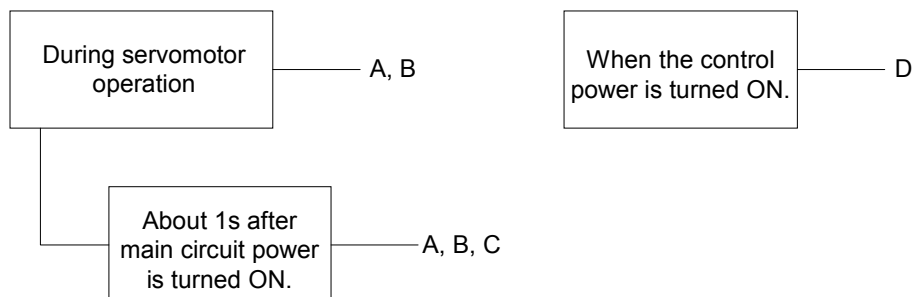 During servomotor
operation
A, B
When the control
power is turned ON.
D
About 1s after
main circuit power
is turned ON.
A, B, C